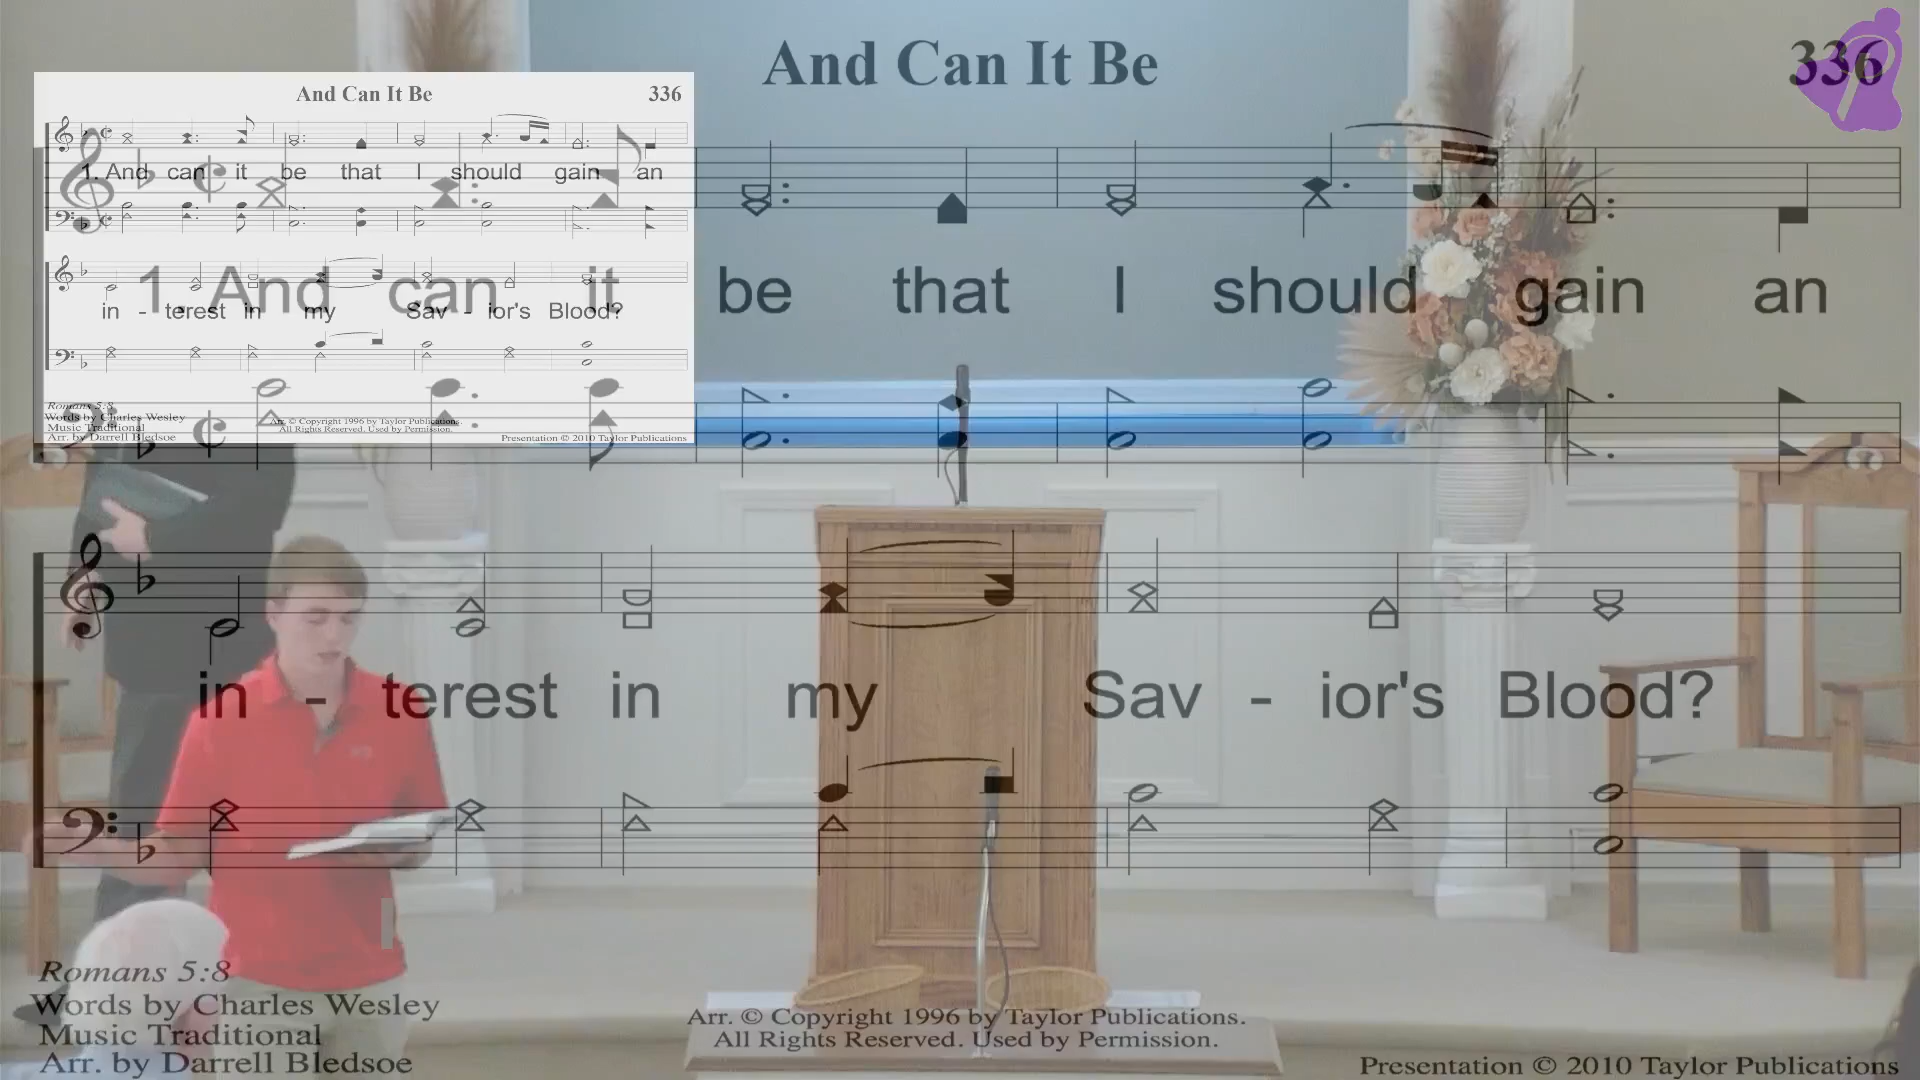 And Can It Be
336
And Can It Be 336
1. And can it be that I should gain an
in - terest in my Sav - ior's Blood?
Romans 5:8
Words by Charles Wesley
Music Traditional
Arr. by Darrell Bledsoe
Arr. © Copyright 1996 by Taylor Publications.
All Rights Reserved. Used by Permission.
Presentation © 2010 Taylor Publications
1 And can it be that I should gain an
in - terest in my Sav - ior's Blood?
Romans 5:8
Words by Charles Wesley
Music Traditional
Arr. by Darrell Bledsoe
Arr. © Copyright 1996 by Taylor Publications.
All Rights Reserved. Used by Permission.
Presentation © 2010 Taylor Publications